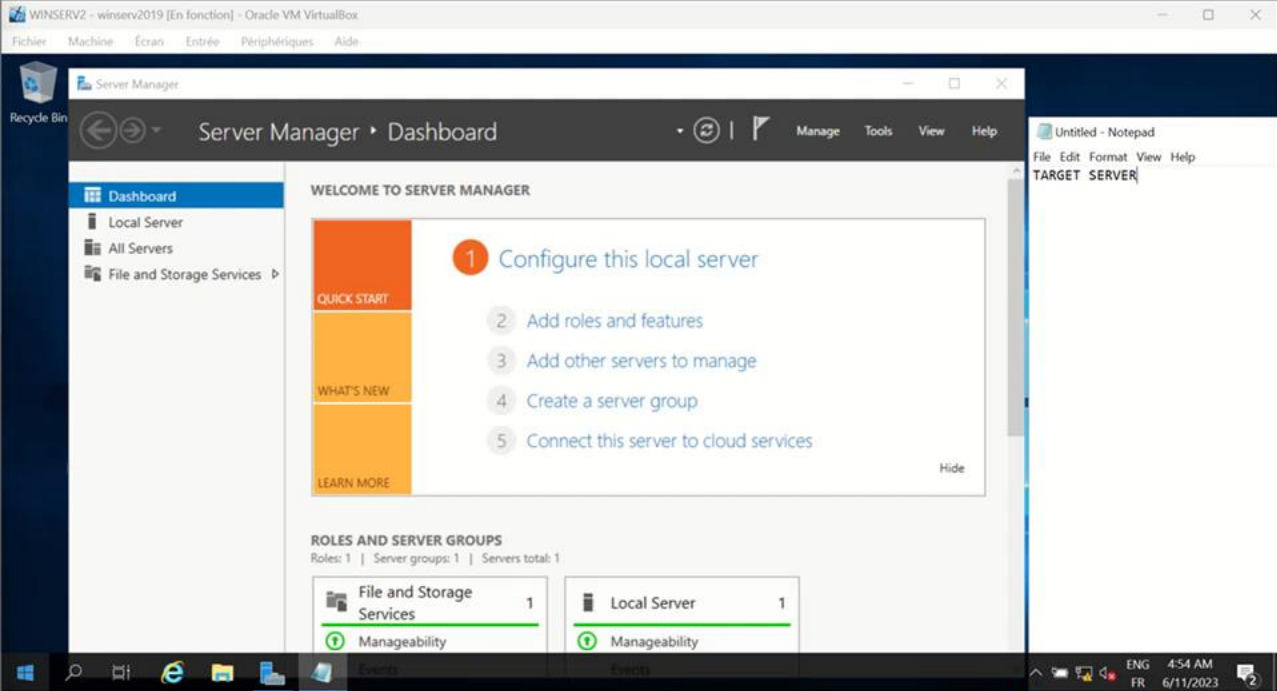 WINSERV2 - winserv2019 [En fonction] - Oracle VM VirtualBox
Fichier Machine Écran Entrée Périphériques Aide
Recycle Bin
Server Manager
Server Manager • Dashboard
Manage Tools View Help
Dashboard
Local Server
All Servers
File and Storage Services
WELCOME TO SERVER MANAGER
QUICK START
WHAT'S NEW
LEARN MORE
1 Configure this local server
2 Add roles and features
3 Add other servers to manage
4 Create a server group
5 Connect this server to cloud services
Hide
ROLES AND SERVER GROUPS
Roles: 1 | Server groups: 1 | Servers total: 1
File and Storage
Services
1
Manageability
Events
Local Server 1
Manageability
Events
Untitled - Notepad
File Edit Format View Help
TARGET SERVER
ENG
FR
4:54 AM
6/11/2023
2